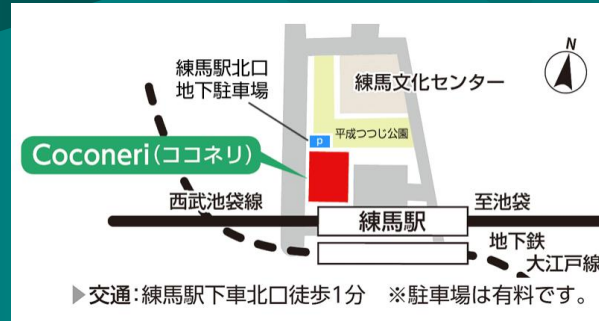 N
練馬駅北口
地下駐車場
練馬文化センター
P
平成つつじ公園
Coconeri(ココネリ)
西武池袋線
至池袋
練馬駅
地下鉄
大江戸線
▶交通:練馬駅下車北口徒歩1分　※駐車場は有料です。